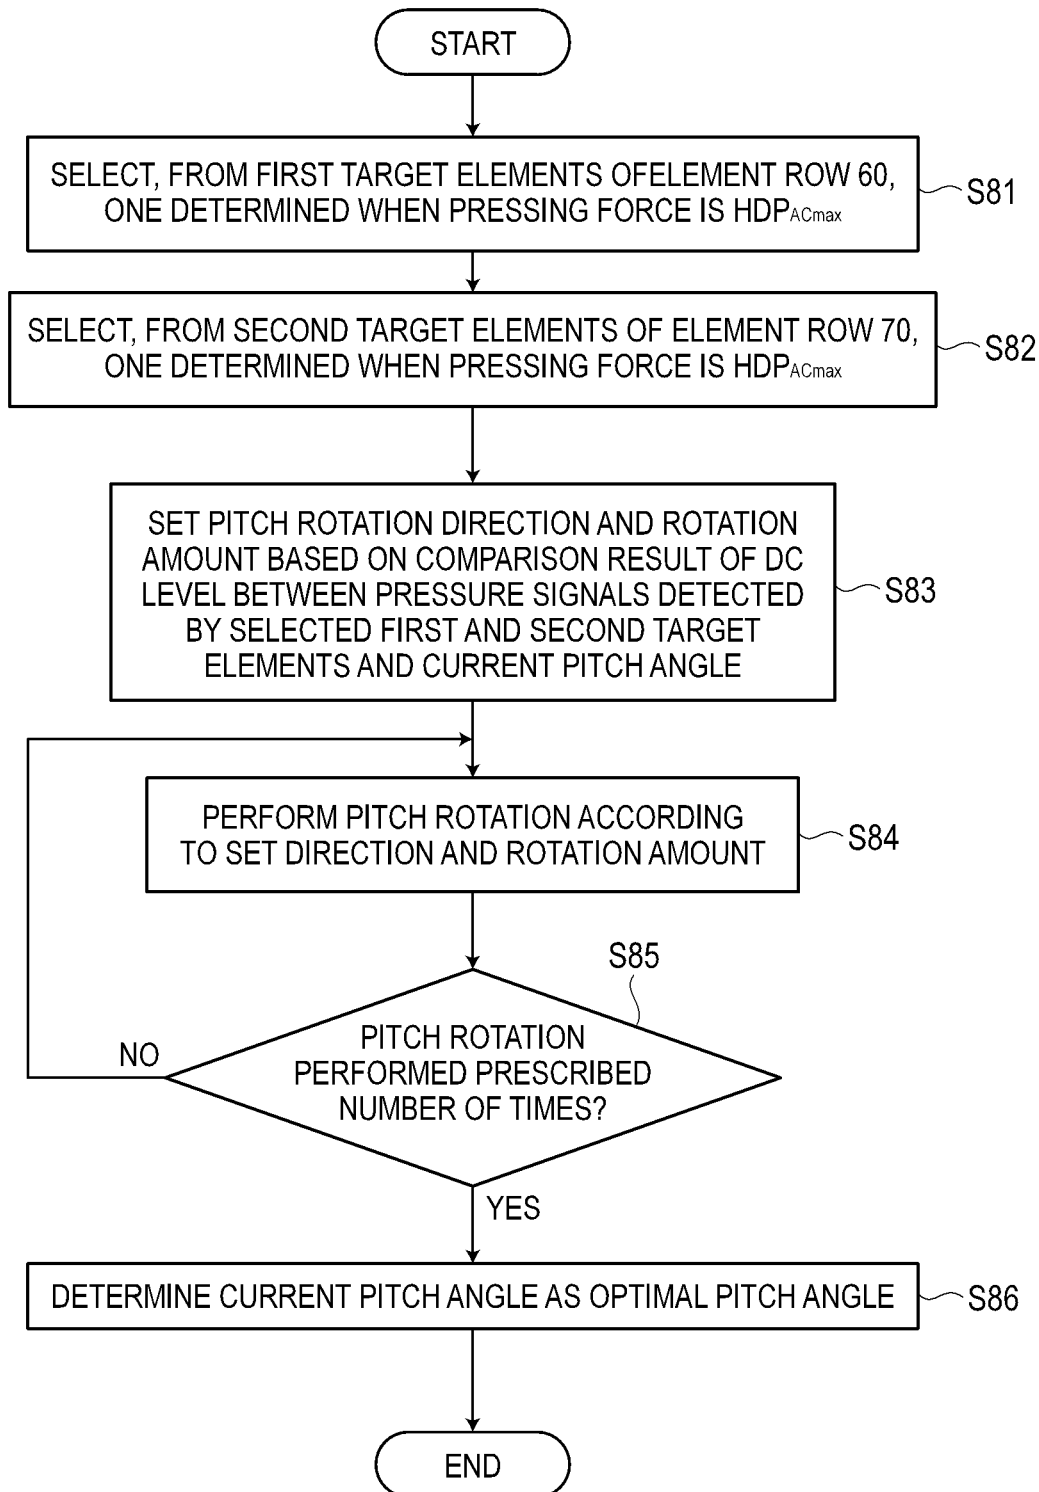 START
SELECT, FROM FIRST TARGET ELEMENTS OFELEMENT ROW 60,
ONE DETERMINED WHEN PRESSING FORCE IS HDPACmax
S81
SELECT, FROM SECOND TARGET ELEMENTS OF ELEMENT ROW 70,
ONE DETERMINED WHEN PRESSING FORCE IS HDPACmax
S82
SET PITCH ROTATION DIRECTION AND ROTATION
AMOUNT BASED ON COMPARISON RESULT OF DC
LEVEL BETWEEN PRESSURE SIGNALS DETECTED
BY SELECTED FIRST AND SECOND TARGET
ELEMENTS AND CURRENT PITCH ANGLE
S83
PERFORM PITCH ROTATION ACCORDING
TO SET DIRECTION AND ROTATION AMOUNT
S84
S85
PITCH ROTATION
PERFORMED PRESCRIBED
NUMBER OF TIMES?
NO
YES
DETERMINE CURRENT PITCH ANGLE AS OPTIMAL PITCH ANGLE
S86
END